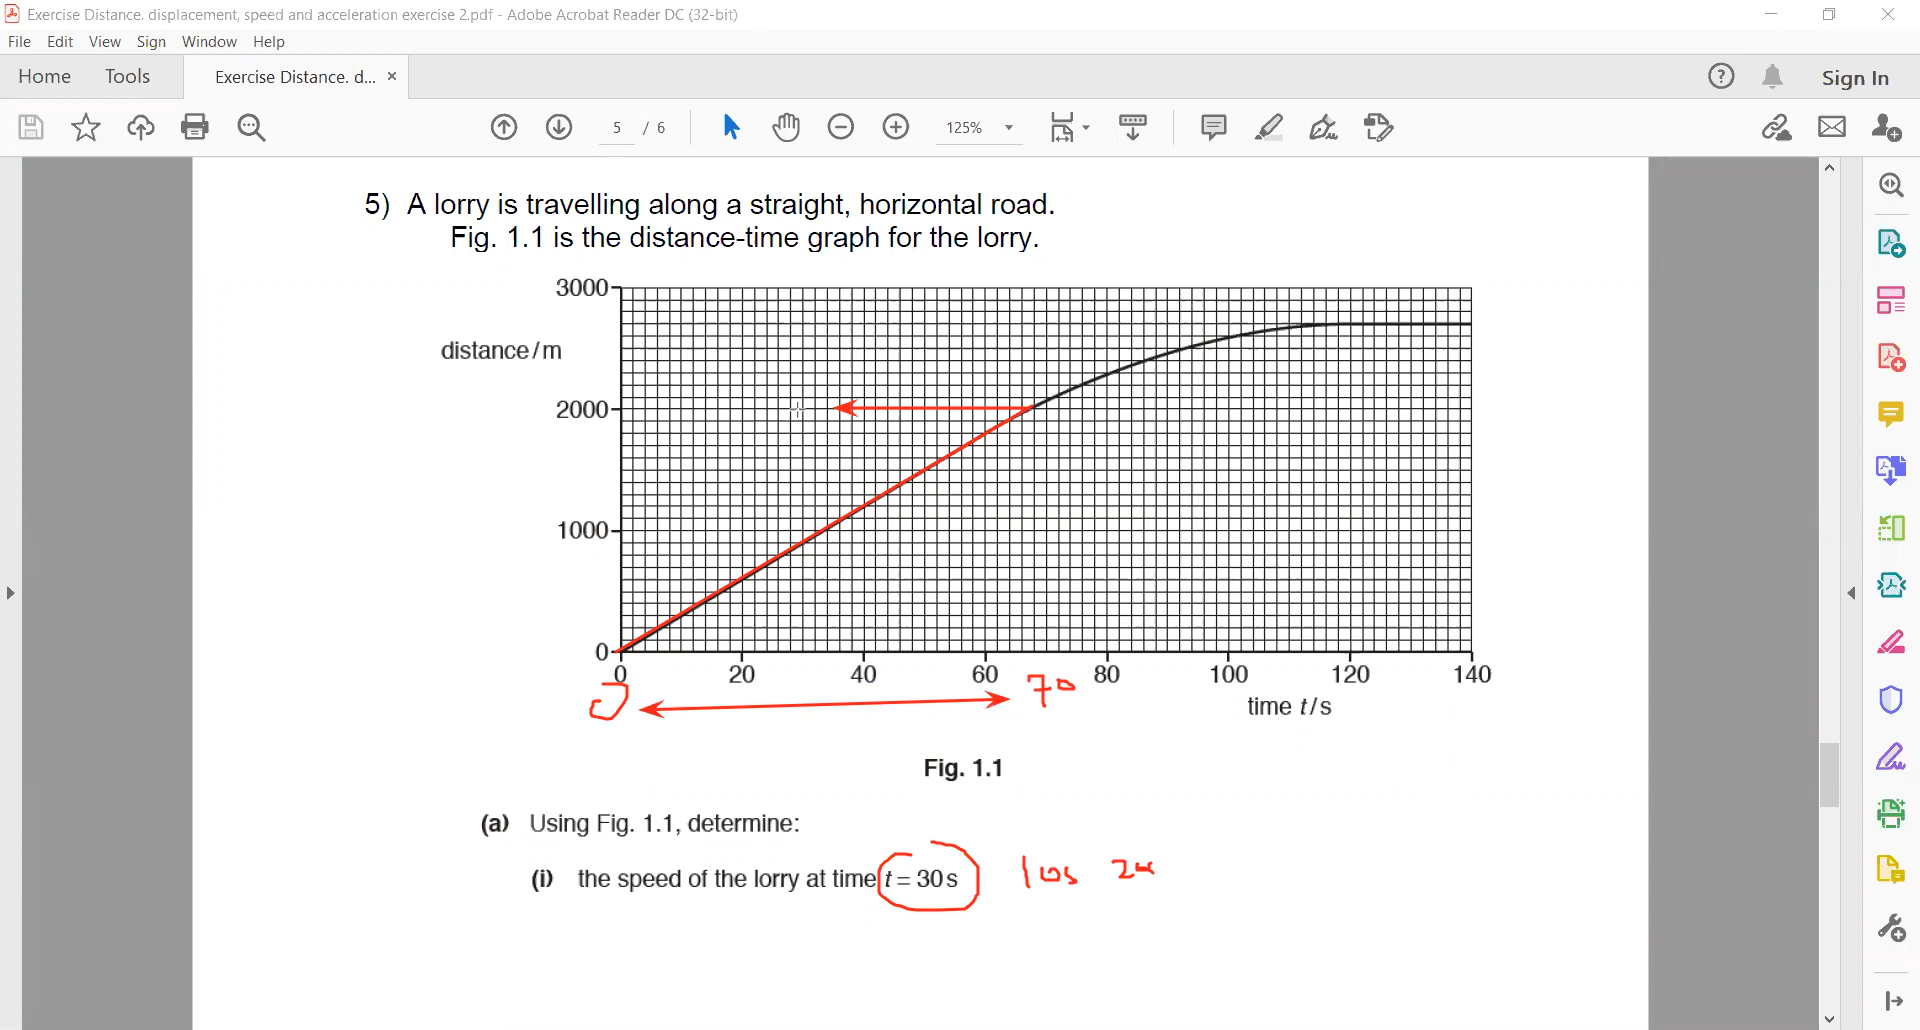 Exercise Distance. displacement, speed and acceleration exercise 2.pdf - Adobe Acrobat Reader DC (32-bit)
File Edit View Sign Window Help
Home Tools Exercise Distance. d... × Sign In
5 / 6 125%
5) A lorry is travelling along a straight, horizontal road.
Fig. 1.1 is the distance-time graph for the lorry.
3000
distance/m
2000
1000
0
0 20 40 60 80 100 120 140
70
time t/s
Fig. 1.1
(a) Using Fig. 1.1, determine:
(i) the speed of the lorry at time t = 30 s 10s